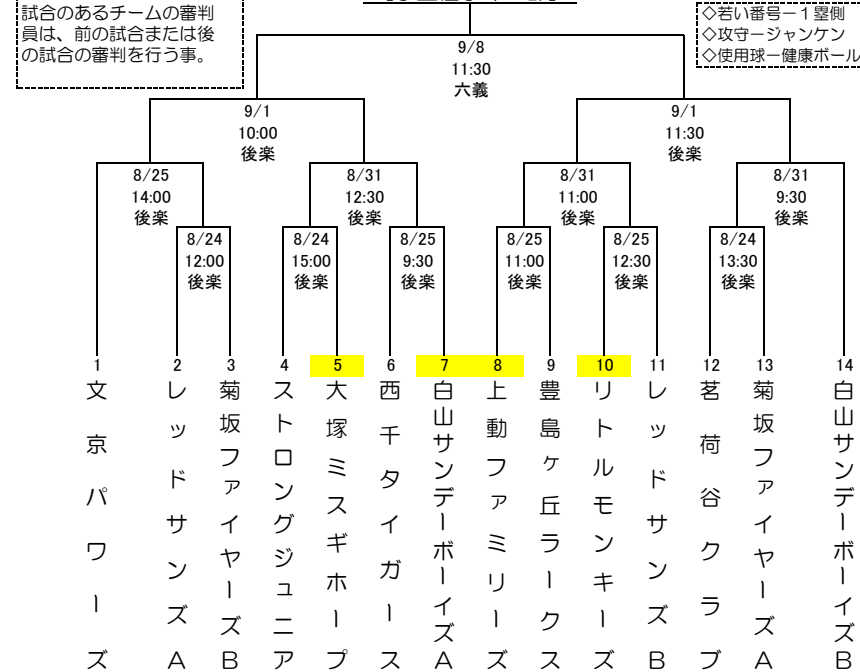 試合のあるチームの審判
員は、前の試合または後
の試合の審判を行う事。
◇若い番号ー1塁側
◇攻守ージャンケン
◇使用球ー健康ボール
9/8
11:30
六義
9/1
10:00
後楽
9/1
11:30
後楽
8/25
14:00
後楽
8/31
12:30
後楽
8/31
11:00
後楽
8/31
9:30
後楽
8/24
12:00
後楽
8/24
15:00
後楽
8/25
9:30
後楽
8/25
11:00
後楽
8/25
12:30
後楽
8/24
13:30
後楽
1
文京パワーズ
2
レッドサンズA
3
菊坂ファイヤーズB
4
ストロングジュニア
5
大塚ミスギホープ
6
西千タイガース
7
白山サンデーボーイズA
8
上動ファミリーズ
9
豊島ヶ丘ラークス
10
リトルモンキーズ
11
レッドサンズB
12
茗荷谷クラブ
13
菊坂ファイヤーズA
14
白山サンデーボーイズB